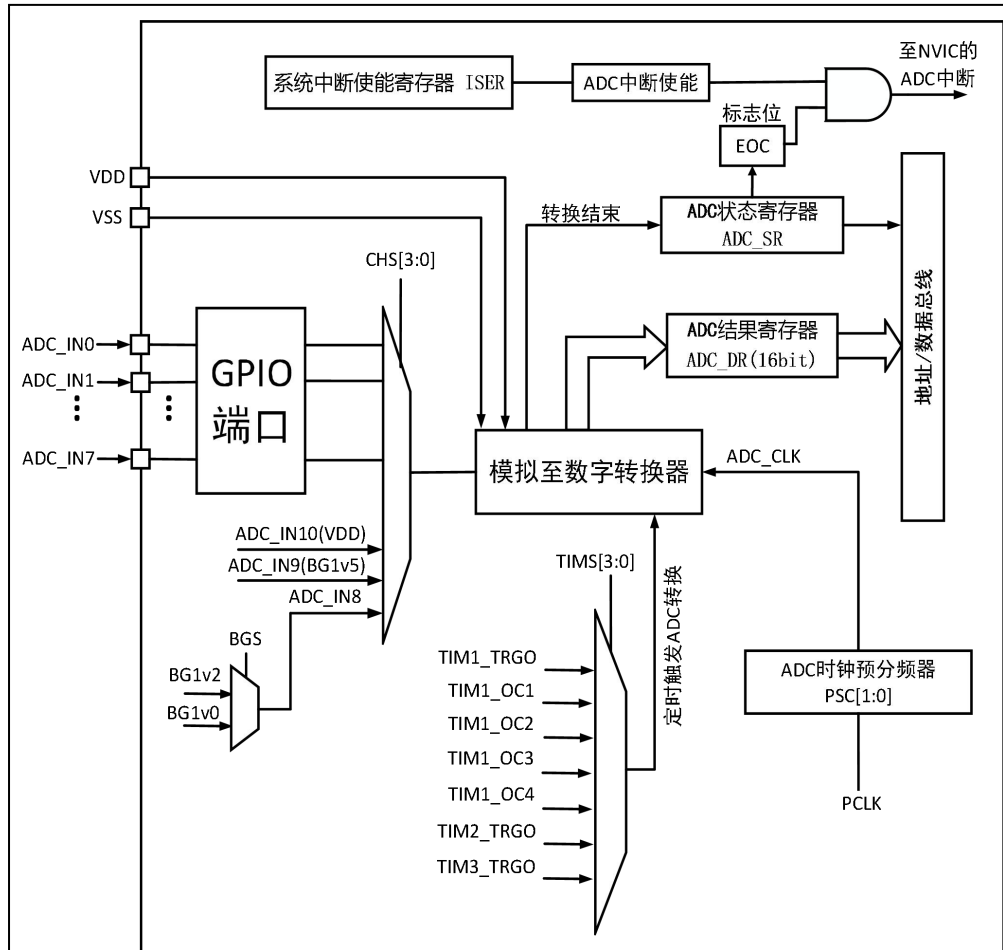 至NVIC的
ADC中断
系统中断使能寄存器 ISER
ADC中断使能
标志位
EOC
VDD
VSS
转换结束
ADC状态寄存器
ADC_SR
CHS[3:0]
地址/数据总线
ADC_IN0
ADC_IN1
ADC_IN7
GPIO
端口
ADC结果寄存器
ADC_DR(16bit)
模拟至数字转换器
ADC_CLK
ADC_IN10(VDD)
ADC_IN9(BG1v5)
ADC_IN8
BGS
BG1v2
BG1v0
TIMS[3:0]
定时触发ADC转换
TIM1_TRGO
TIM1_OC1
TIM1_OC2
TIM1_OC3
TIM1_OC4
TIM2_TRGO
TIM3_TRGO
ADC时钟预分频器
PSC[1:0]
PCLK